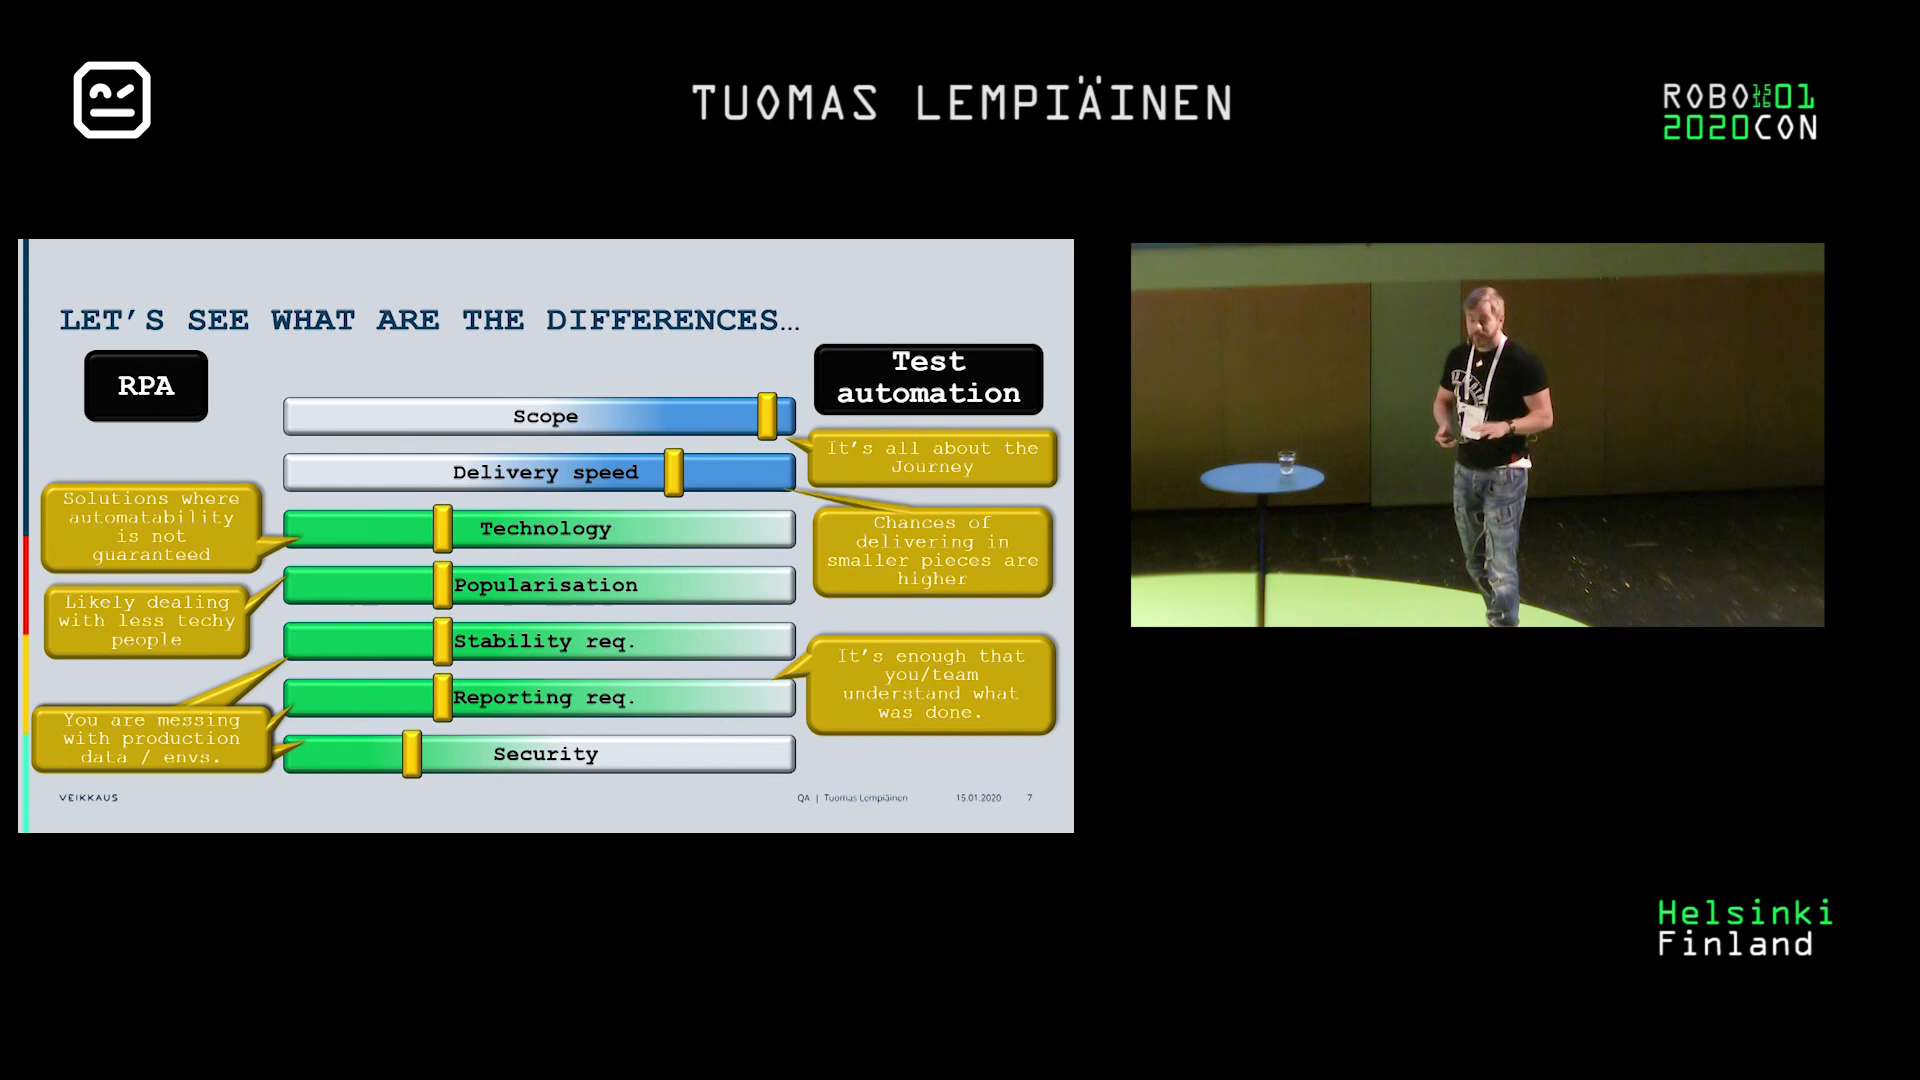 TUOMAS LEMPIÄINEN
ROBO 15 16 01
2020CON
LET'S SEE WHAT ARE THE DIFFERENCES…
RPA
Test
automation
Scope
Delivery speed
Technology
Popularisation
Stability req.
Reporting req.
Security
It's all about the
Journey
Chances of
delivering in
smaller pieces are
higher
It's enough that
you/team
understand what
was done.
Solutions where
automatability
is not
guaranteed
Likely dealing
with less techy
people
You are messing
with production
data / envs.
VEIKKAUS
QA | Tuomas Lempiäinen
15.01.2020
7
Helsinki
Finland